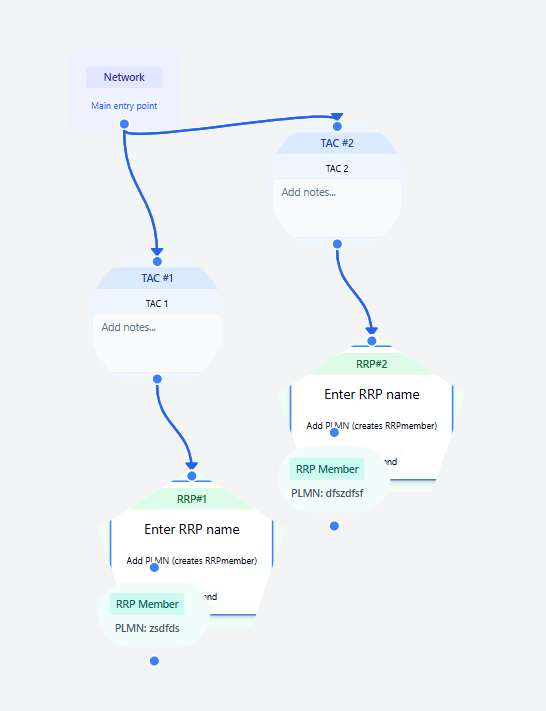 Network
Main entry point
TAC #2
TAC 2
Add notes...
TAC #1
TAC 1
Add notes...
RRP#2
Enter RRP name
Add PLMN (creates RRPmember)
RRP Member
PLMN: dfszdfsf
RRP#1
Enter RRP name
Add PLMN (creates RRPmember)
RRP Member
PLMN: zsdfds